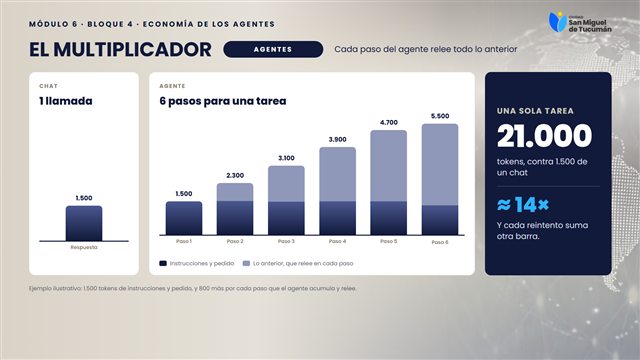 MÓDULO 6 · BLOQUE 4 · ECONOMÍA DE LOS AGENTES
Ciudad
San Miguel
de Tucumán
EL MULTIPLICADOR
AGENTES
Cada paso del agente relee todo lo anterior
CHAT
1 llamada
1.500
Respuesta
AGENTE
6 pasos para una tarea
1.500
2.300
3.100
3.900
4.700
5.500
Paso 1
Paso 2
Paso 3
Paso 4
Paso 5
Paso 6
Instrucciones y pedido
Lo anterior, que relee en cada paso
UNA SOLA TAREA
21.000
tokens, contra 1.500 de
un chat
≈ 14×
Y cada reintento suma
otra barra.
Ejemplo ilustrativo: 1.500 tokens de instrucciones y pedido, y 800 más por cada paso que el agente acumula y relee.